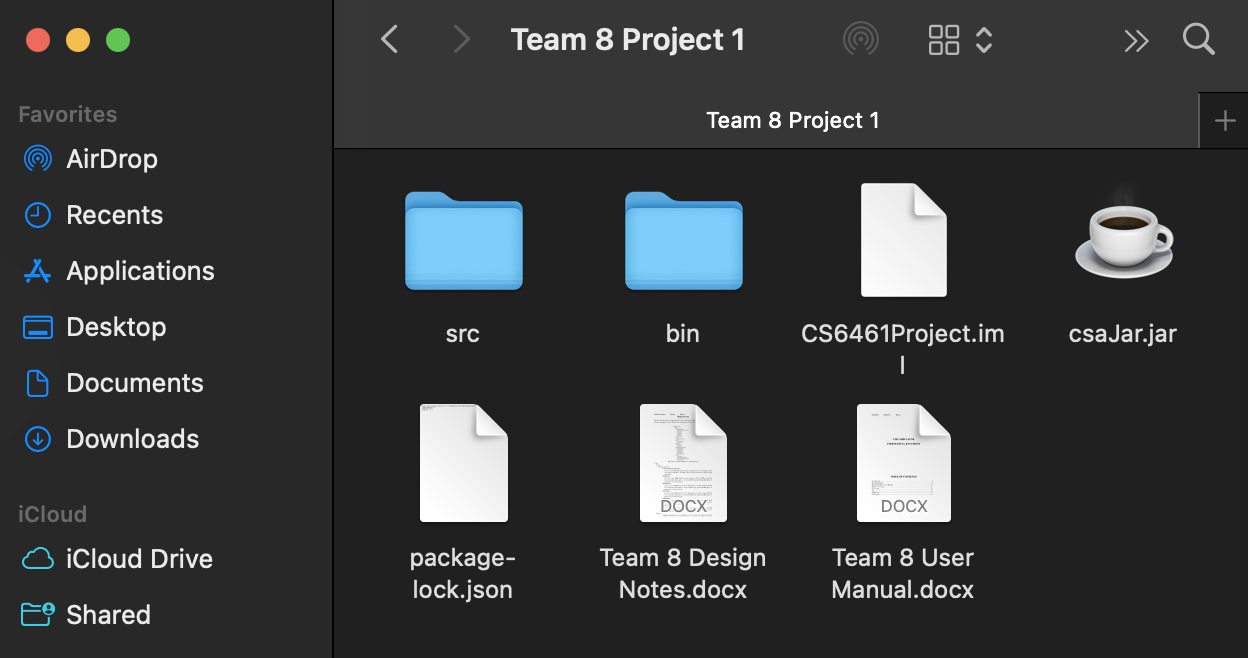 Team 8 Project 1
Team 8 Project 1
Favorites
AirDrop
Recents
Applications
Desktop
Documents
Downloads
iCloud
iCloud Drive
Shared
src
bin
CS6461Project.im
l
csaJar.jar
DOCX
DOCX
package-
lock.json
Team 8 Design
Notes.docx
Team 8 User
Manual.docx